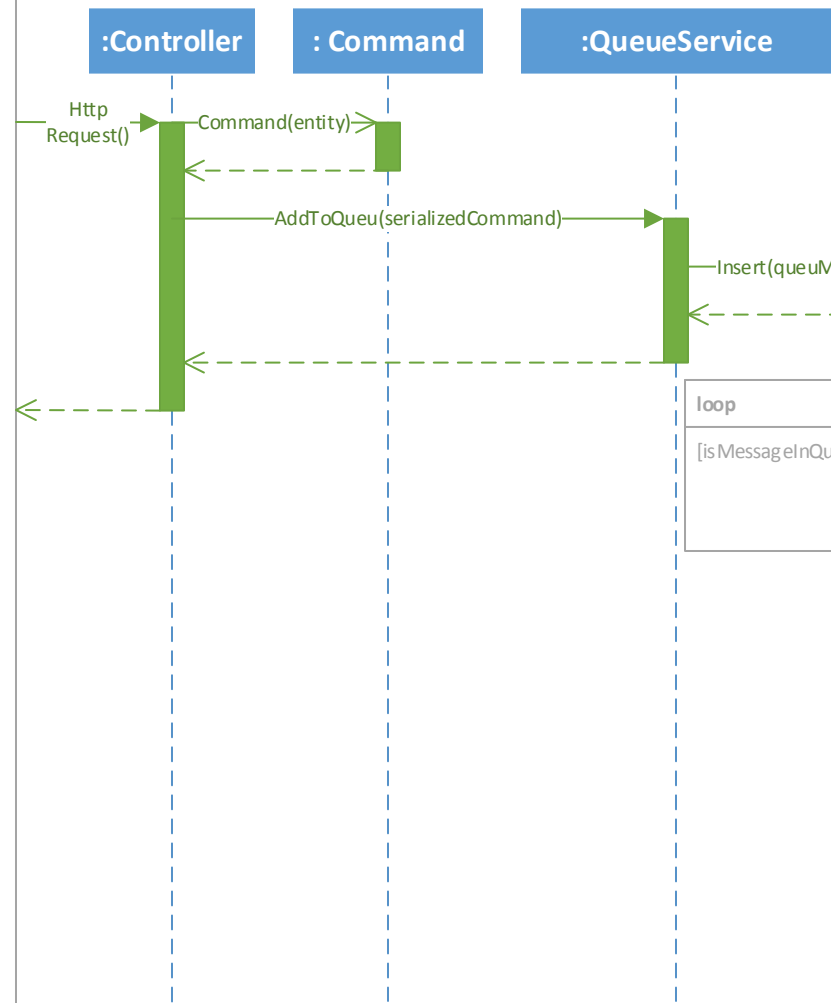 :Controller
: Command
:QueueService
Http
Request()
Command(entity)
AddToQueu(serializedCommand)
Insert(queuM
loop
[isMessageInQu